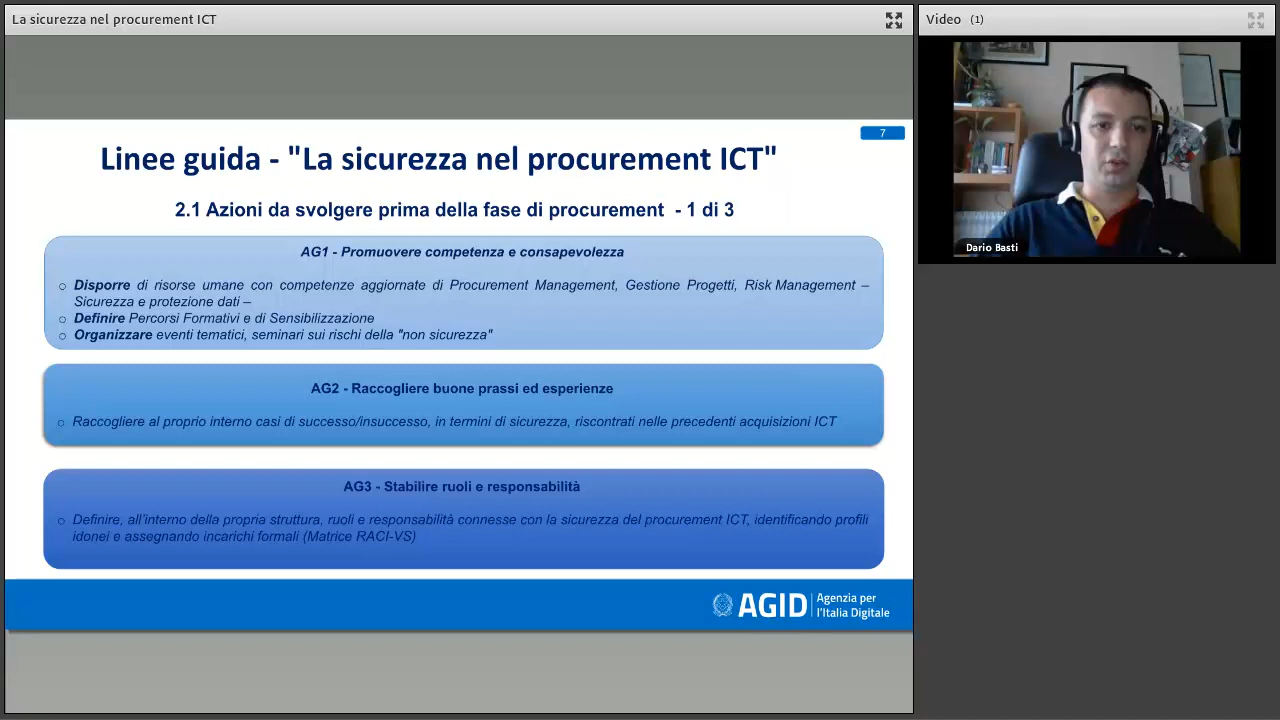 La sicurezza nel procurement ICT
Video (1)
7
Linee guida - "La sicurezza nel procurement ICT"
2.1 Azioni da svolgere prima della fase di procurement - 1 di 3
AG1 - Promuovere competenza e consapevolezza
o Disporre di risorse umane con competenze aggiornate di Procurement Management, Gestione Progetti, Risk Management –
Sicurezza e protezione dati –
o Definire Percorsi Formativi e di Sensibilizzazione
o Organizzare eventi tematici, seminari sui rischi della "non sicurezza"
AG2 - Raccogliere buone prassi ed esperienze
o Raccogliere al proprio interno casi di successo/insuccesso, in termini di sicurezza, riscontrati nelle precedenti acquisizioni ICT
AG3 - Stabilire ruoli e responsabilità
o Definire, all'interno della propria struttura, ruoli e responsabilità connesse con la sicurezza del procurement ICT, identificando profili
idonei e assegnando incarichi formali (Matrice RACI-VS)
AGID
Agenzia per
l'Italia Digitale
Dario Basti